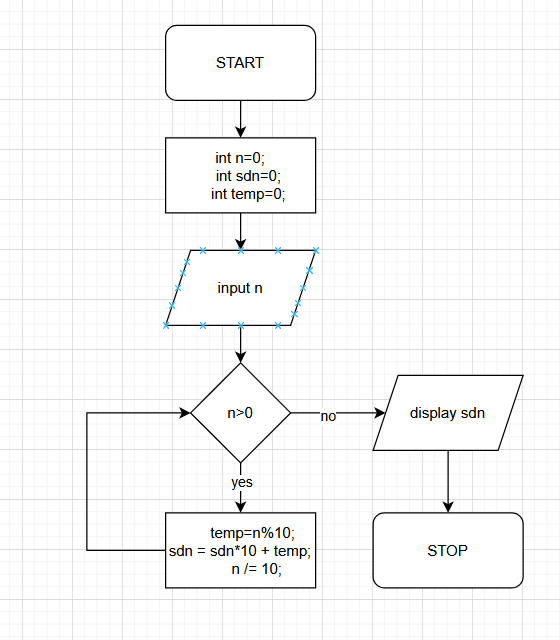 START
int n=0;
int sdn=0;
int temp=0;
input n
n>0
no
display sdn
yes
temp=n%10;
sdn = sdn*10 + temp;
n /= 10;
STOP